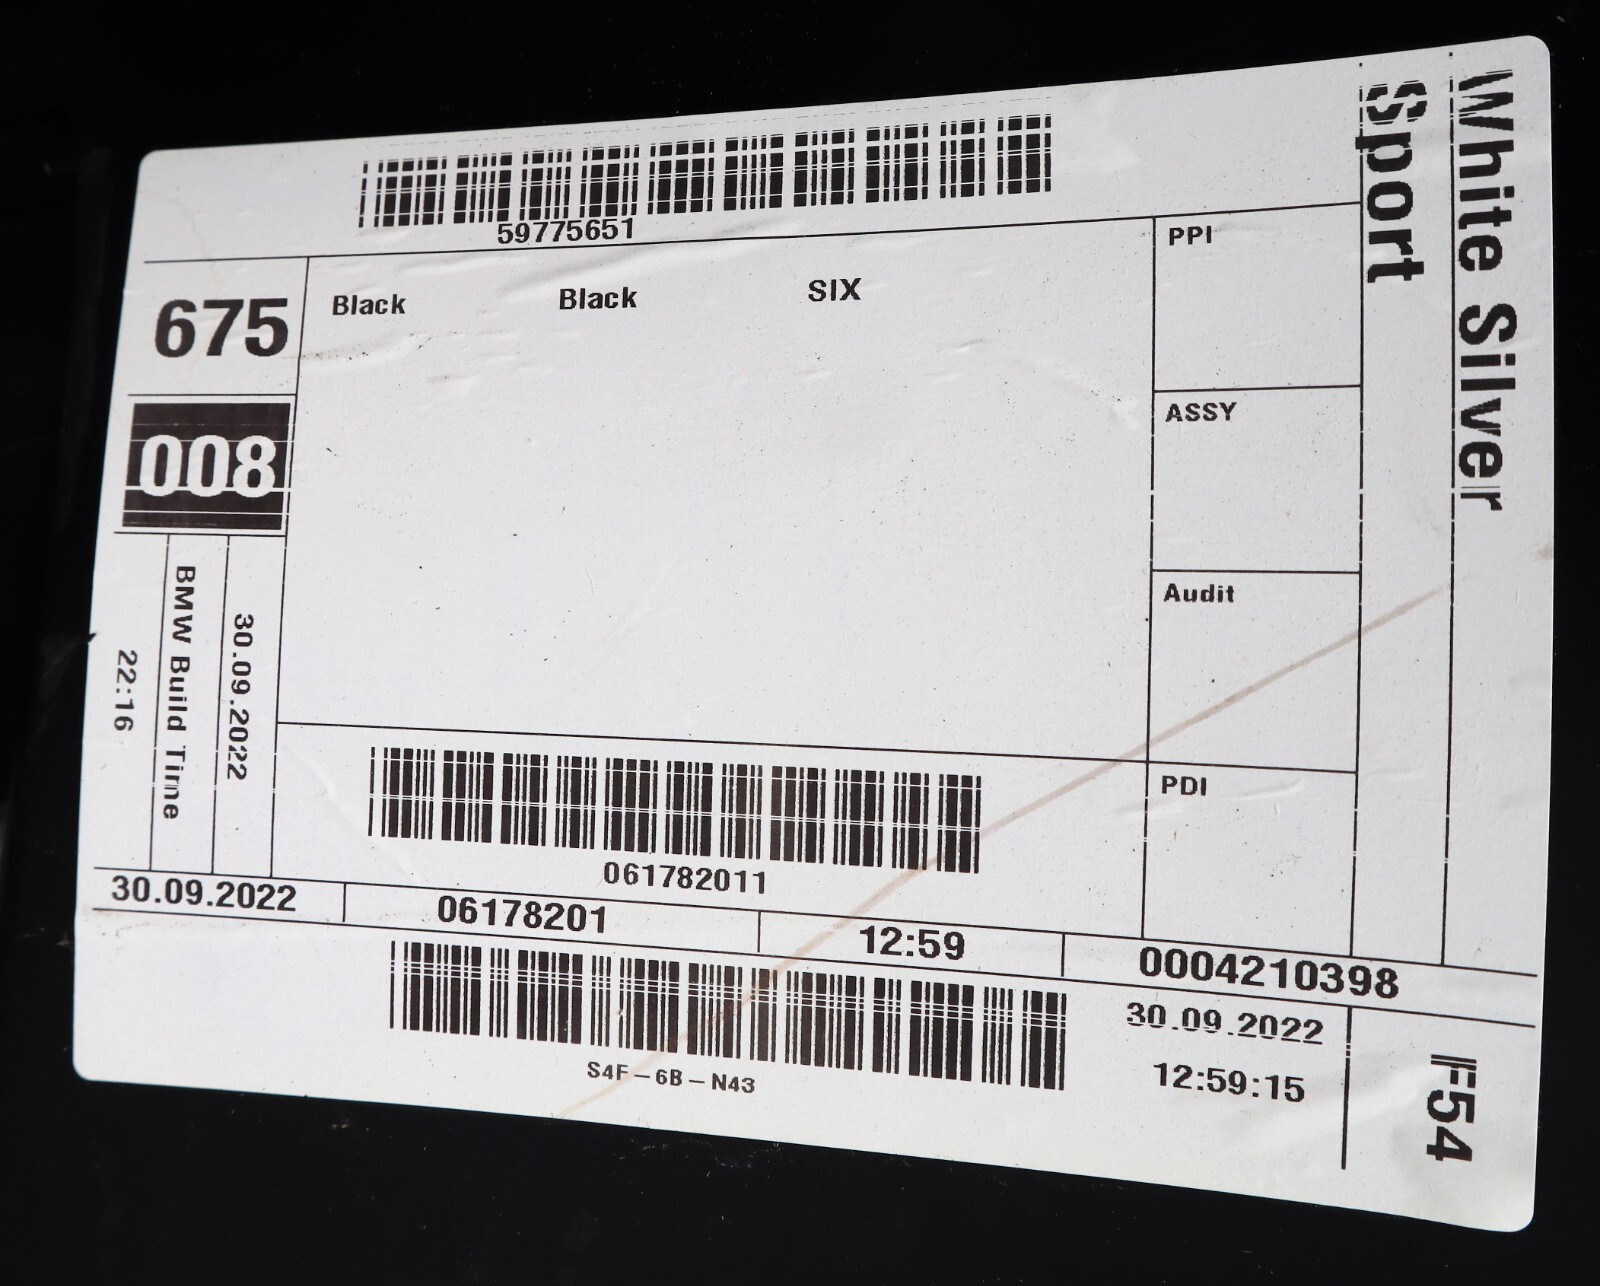 59775651
675
Black
Black
SIX
PPI
White Silver
Sport
008
ASSY
Audit
30.09.2022
BMW Build Time
22:16
PDI
061782011
30.09.2022
06178201
12:59
0004210398
S4F-6B-N43
30.09.2022
12:59:15
F54